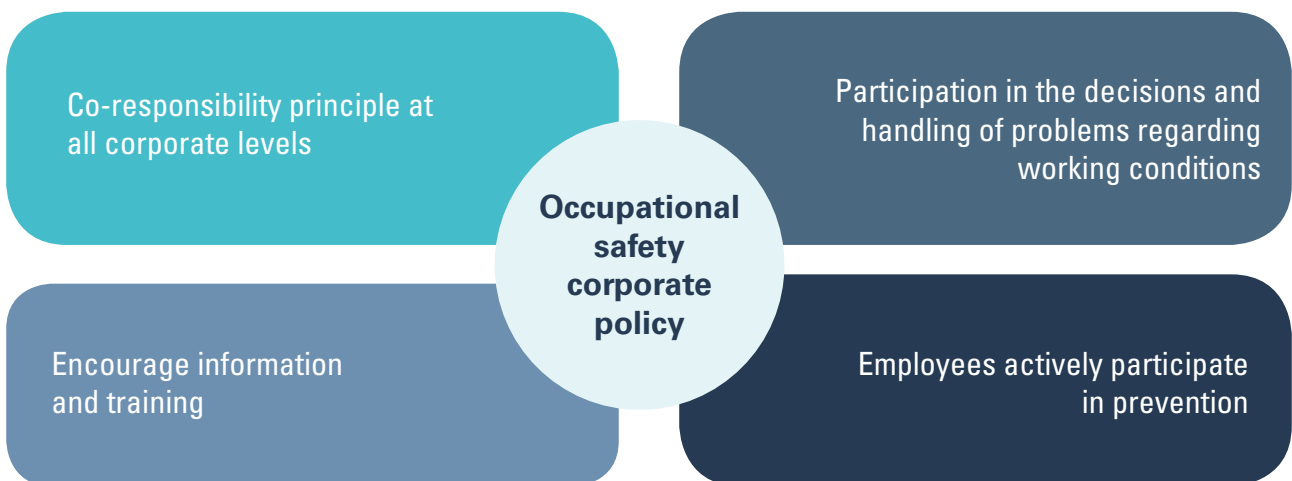 Co-responsibility principle at
all corporate levels
Participation in the decisions and
handling of problems regarding
working conditions
Occupational
safety
corporate
policy
Encourage information
and training
Employees actively participate
in prevention